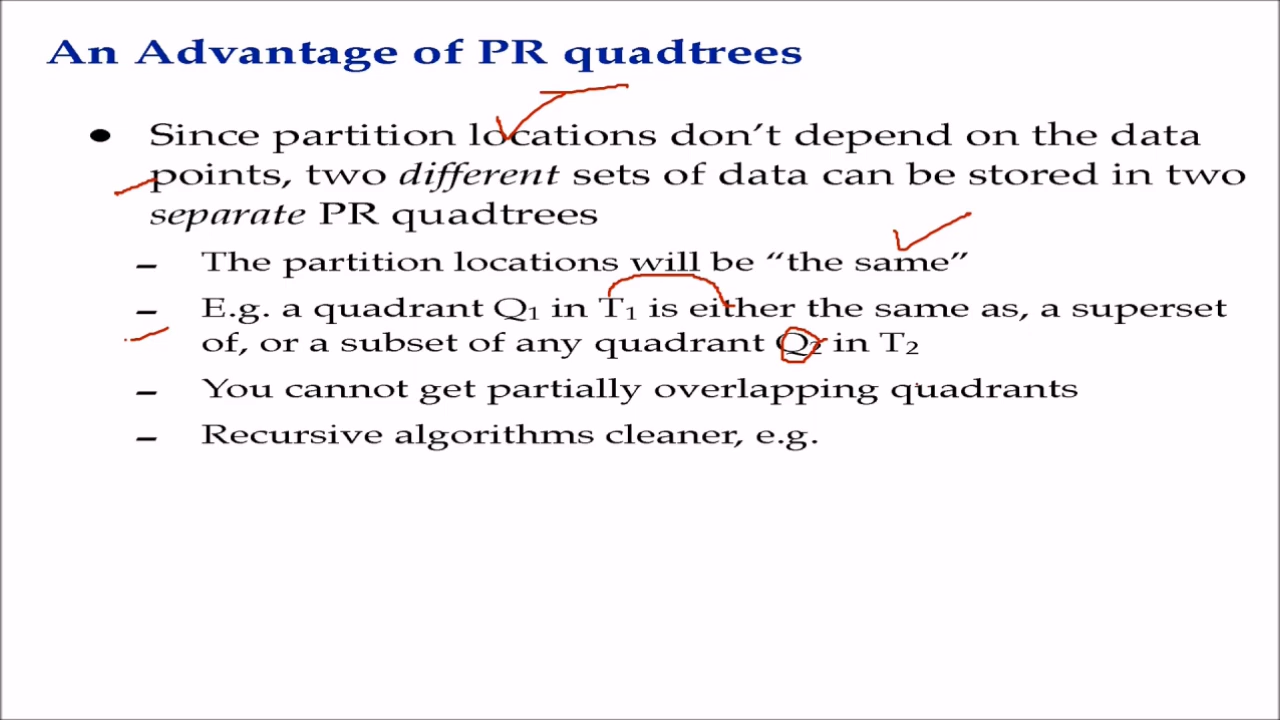 An Advantage of PR quadtrees
● Since partition locations don't depend on the data
points, two different sets of data can be stored in two
separate PR quadtrees
– The partition locations will be “the same”
– E.g. a quadrant Q₁ in T₁ is either the same as, a superset
of, or a subset of any quadrant Q₂ in T₂
– You cannot get partially overlapping quadrants
– Recursive algorithms cleaner, e.g.